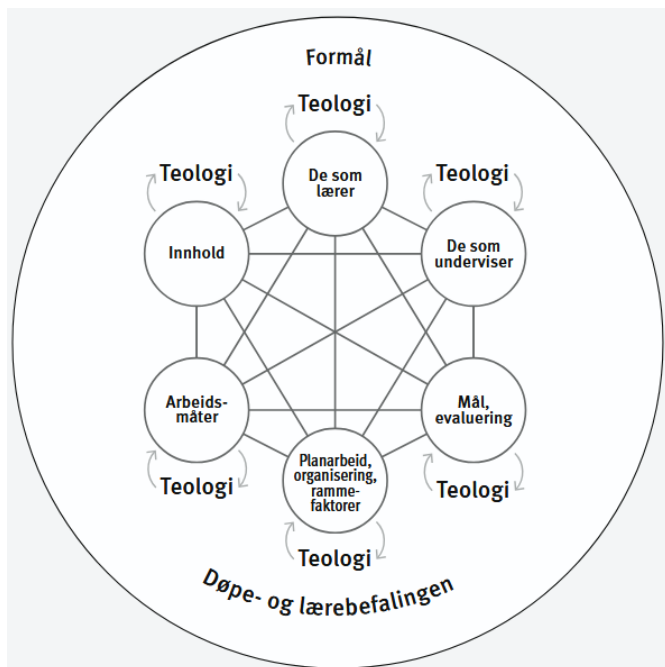 Formål
Teologi
De som
lærer
Teologi
Teologi
Innhold
De som
underviser
Arbeids-
måter
Mål,
evaluering
Planarbeid,
organisering,
ramme-
faktorer
Teologi
Teologi
Teologi
Døpe- og lærebefalingen